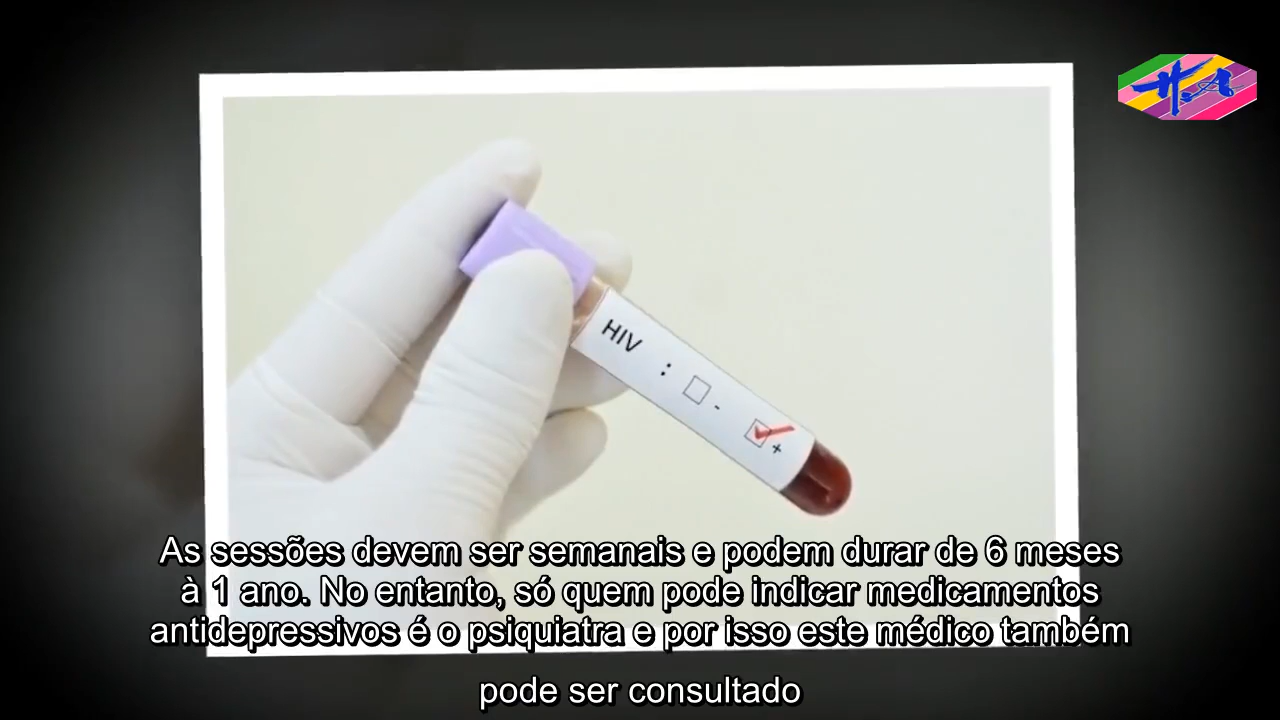 H.A
HIV : ☐ - ☑ +
As sessões devem ser semanais e podem durar de 6 meses
à 1 ano. No entanto, só quem pode indicar medicamentos
antidepressivos é o psiquiatra e por isso este médico também
pode ser consultado